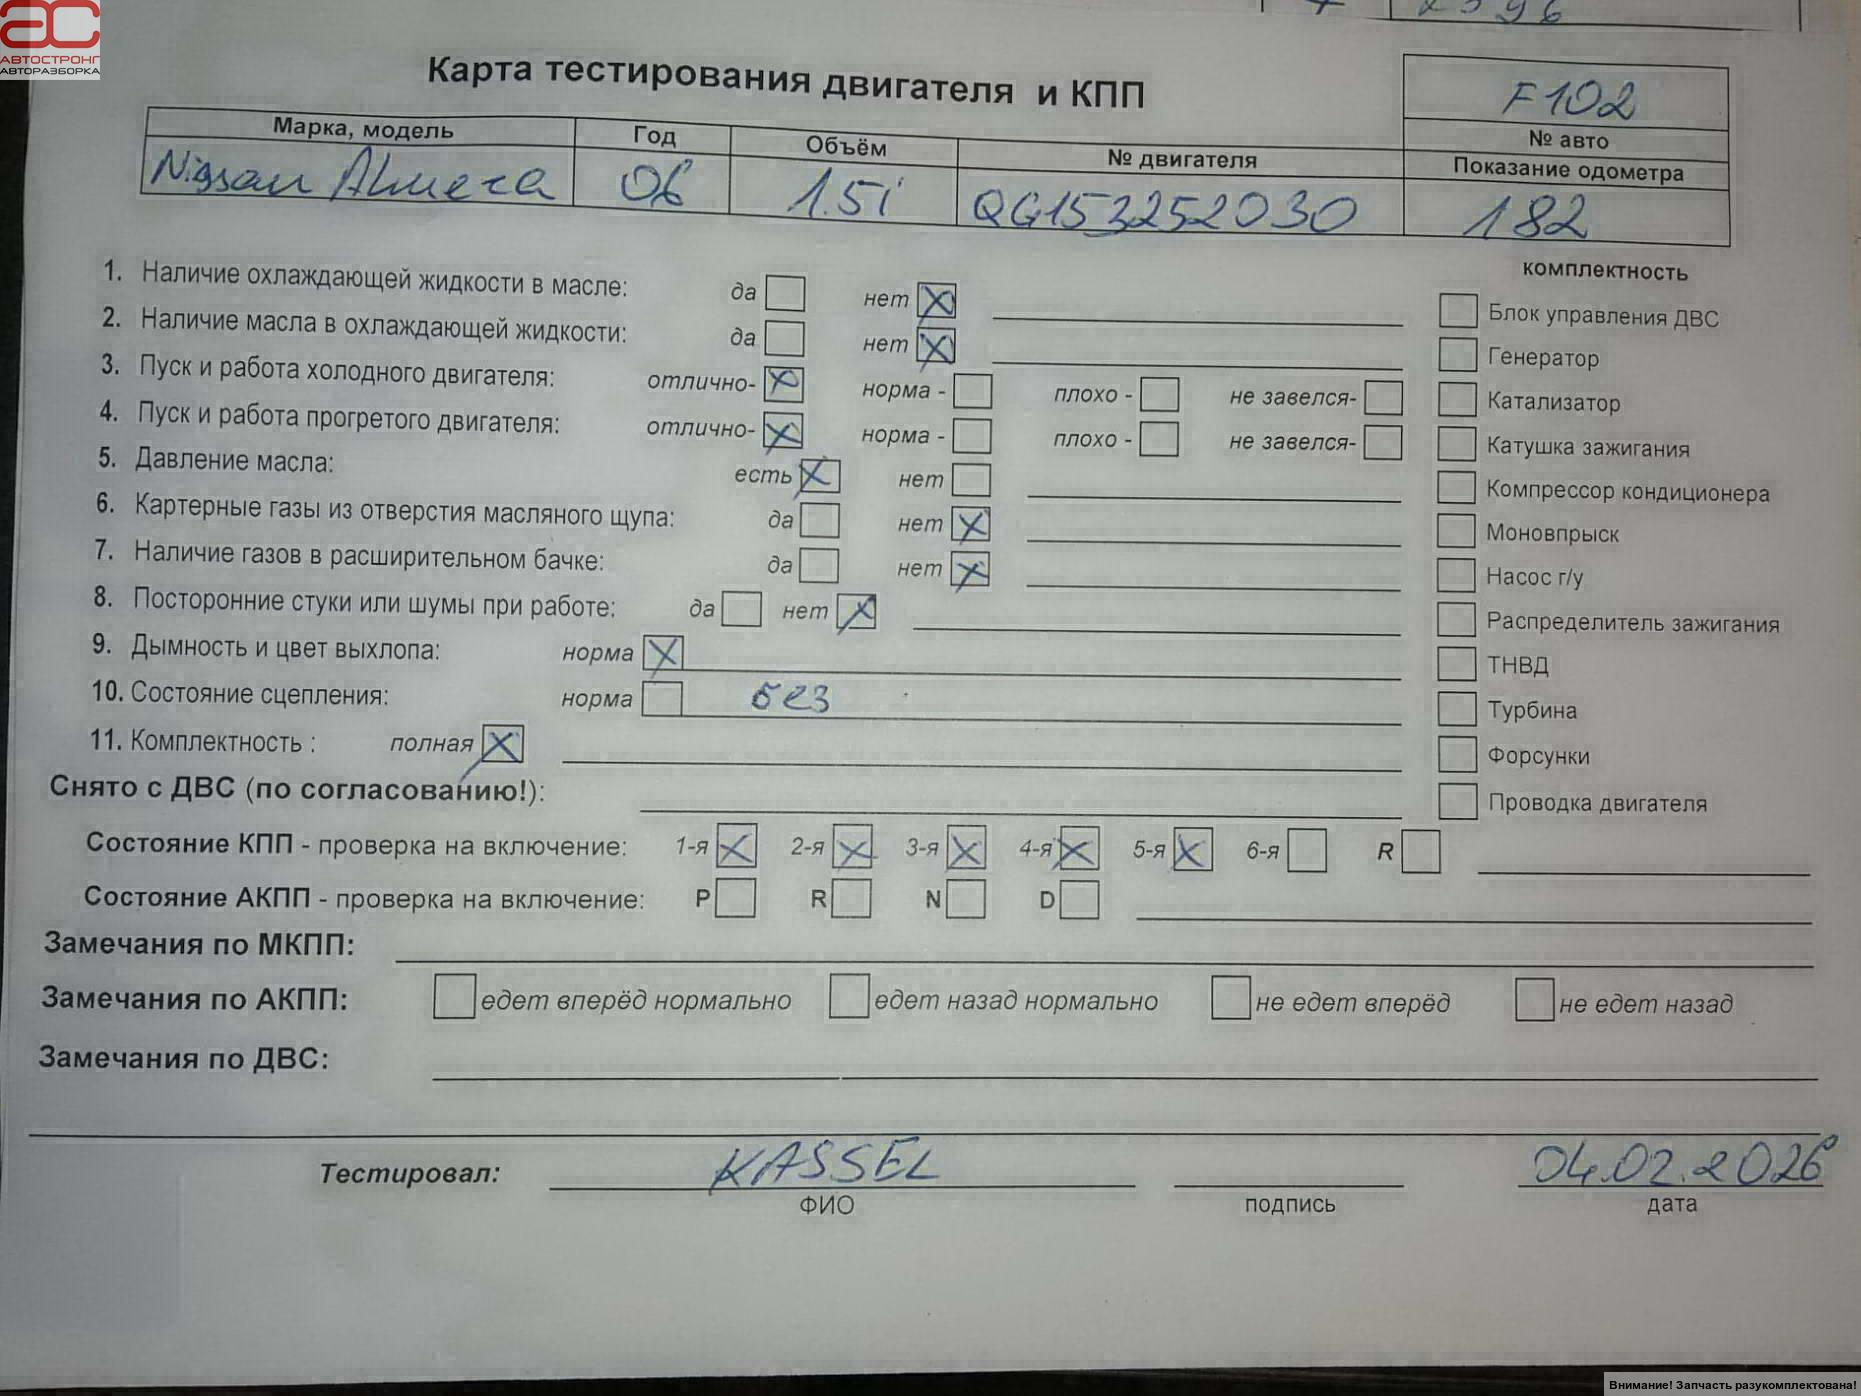 ac
АВТОСТРОНГ
АВТОРАЗБОРКА
2396
Карта тестирования двигателя и КПП
F102
№ авто
Марка, модель Год Объём № двигателя Показание одометра
Nissan Almera 06 1.5i QG153252030 182
комплектность
1. Наличие охлаждающей жидкости в масле: да нет
2. Наличие масла в охлаждающей жидкости: да нет
3. Пуск и работа холодного двигателя: отлично- норма - плохо - не завелся-
4. Пуск и работа прогретого двигателя: отлично- норма - плохо - не завелся-
5. Давление масла: есть нет
6. Картерные газы из отверстия масляного щупа: да нет
7. Наличие газов в расширительном бачке: да нет
8. Посторонние стуки или шумы при работе: да нет
9. Дымность и цвет выхлопа: норма
10. Состояние сцепления: норма без
11. Комплектность : полная
Блок управления ДВС
Генератор
Катализатор
Катушка зажигания
Компрессор кондиционера
Моновпрыск
Насос г/у
Распределитель зажигания
ТНВД
Турбина
Форсунки
Проводка двигателя
Снято с ДВС (по согласованию!):
Состояние КПП - проверка на включение: 1-я 2-я 3-я 4-я 5-я 6-я R
Состояние АКПП - проверка на включение: P R N D
Замечания по МКПП:
Замечания по АКПП: едет вперёд нормально едет назад нормально не едет вперёд не едет назад
Замечания по ДВС:
Тестировал: KASSEL 04.02.2026
ФИО подпись дата
Внимание! Запчасть разукомплектована!